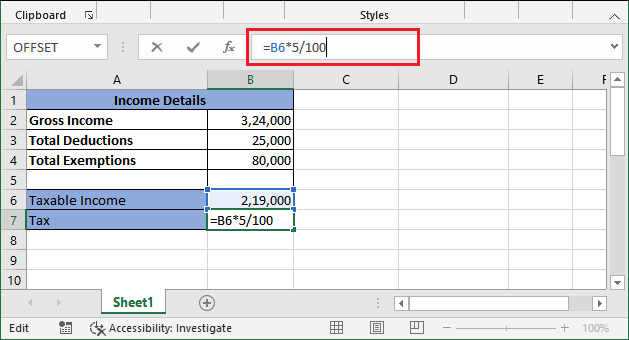 Clipboard Styles
OFFSET fx =B6*5/100
A B C D E F
1 Income Details
2 Gross Income 3,24,000
3 Total Deductions 25,000
4 Total Exemptions 80,000
5
6 Taxable Income 2,19,000
7 Tax =B6*5/100
8
9
10
Sheet1
Edit Accessibility: Investigate 100%